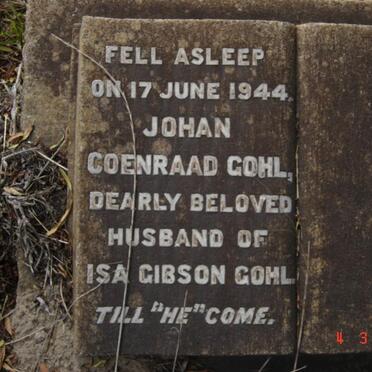 FELL ASLEEP
ON 17 JUNE 1944.
JOHAN
COENRAAD GOHL,
DEARLY BELOVED
HUSBAND OF
ISA GIBSON GOHL.
TILL "HE" COME.
4 3